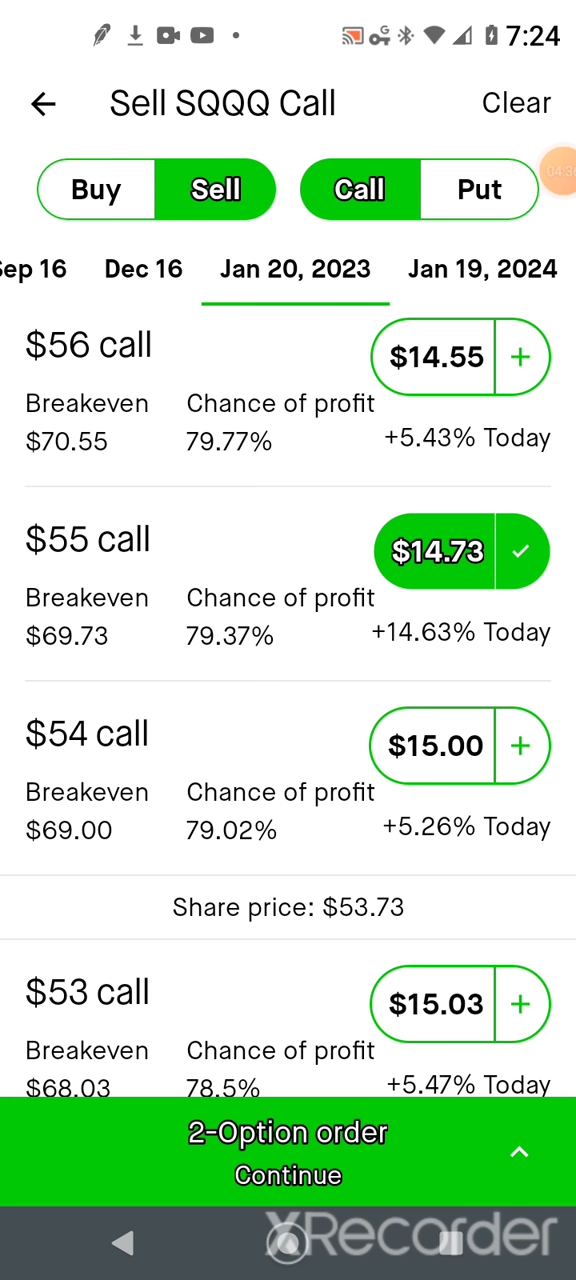 7:24
Sell SQQQ Call
Clear
Buy
Sell
Call
Put
04:36
ep 16
Dec 16
Jan 20, 2023
Jan 19, 2024
$56 call
$14.55 +
Breakeven
Chance of profit
$70.55
79.77%
+5.43% Today
$55 call
$14.73
Breakeven
Chance of profit
$69.73
79.37%
+14.63% Today
$54 call
$15.00 +
Breakeven
Chance of profit
$69.00
79.02%
+5.26% Today
Share price: $53.73
$53 call
$15.03 +
Breakeven
Chance of profit
$68.03
78.5%
+5.47% Today
2-Option order
Continue
XRecorder